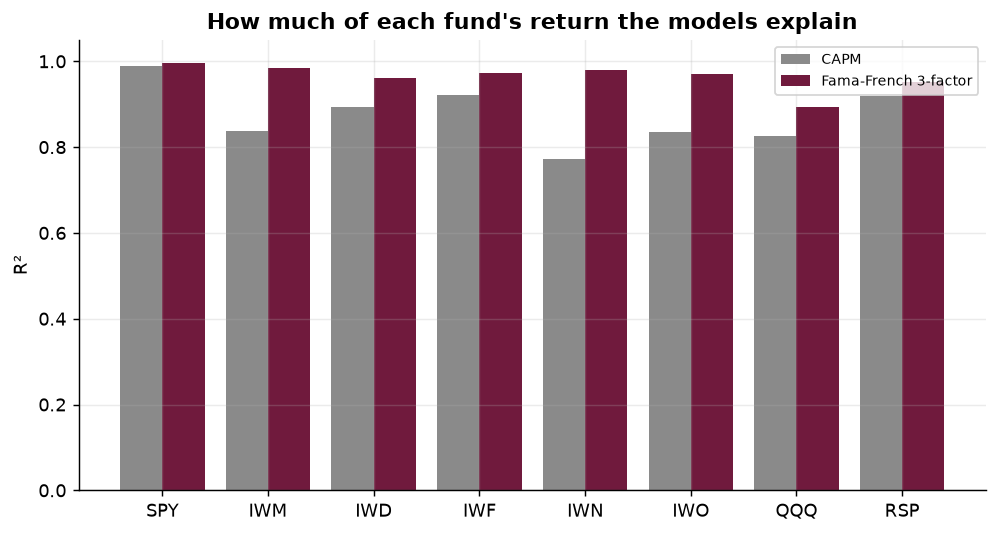 How much of each fund's return the models explain
CAPM
Fama-French 3-factor
R²
1.0
0.8
0.6
0.4
0.2
0.0
SPY IWM IWD IWF IWN IWO QQQ RSP